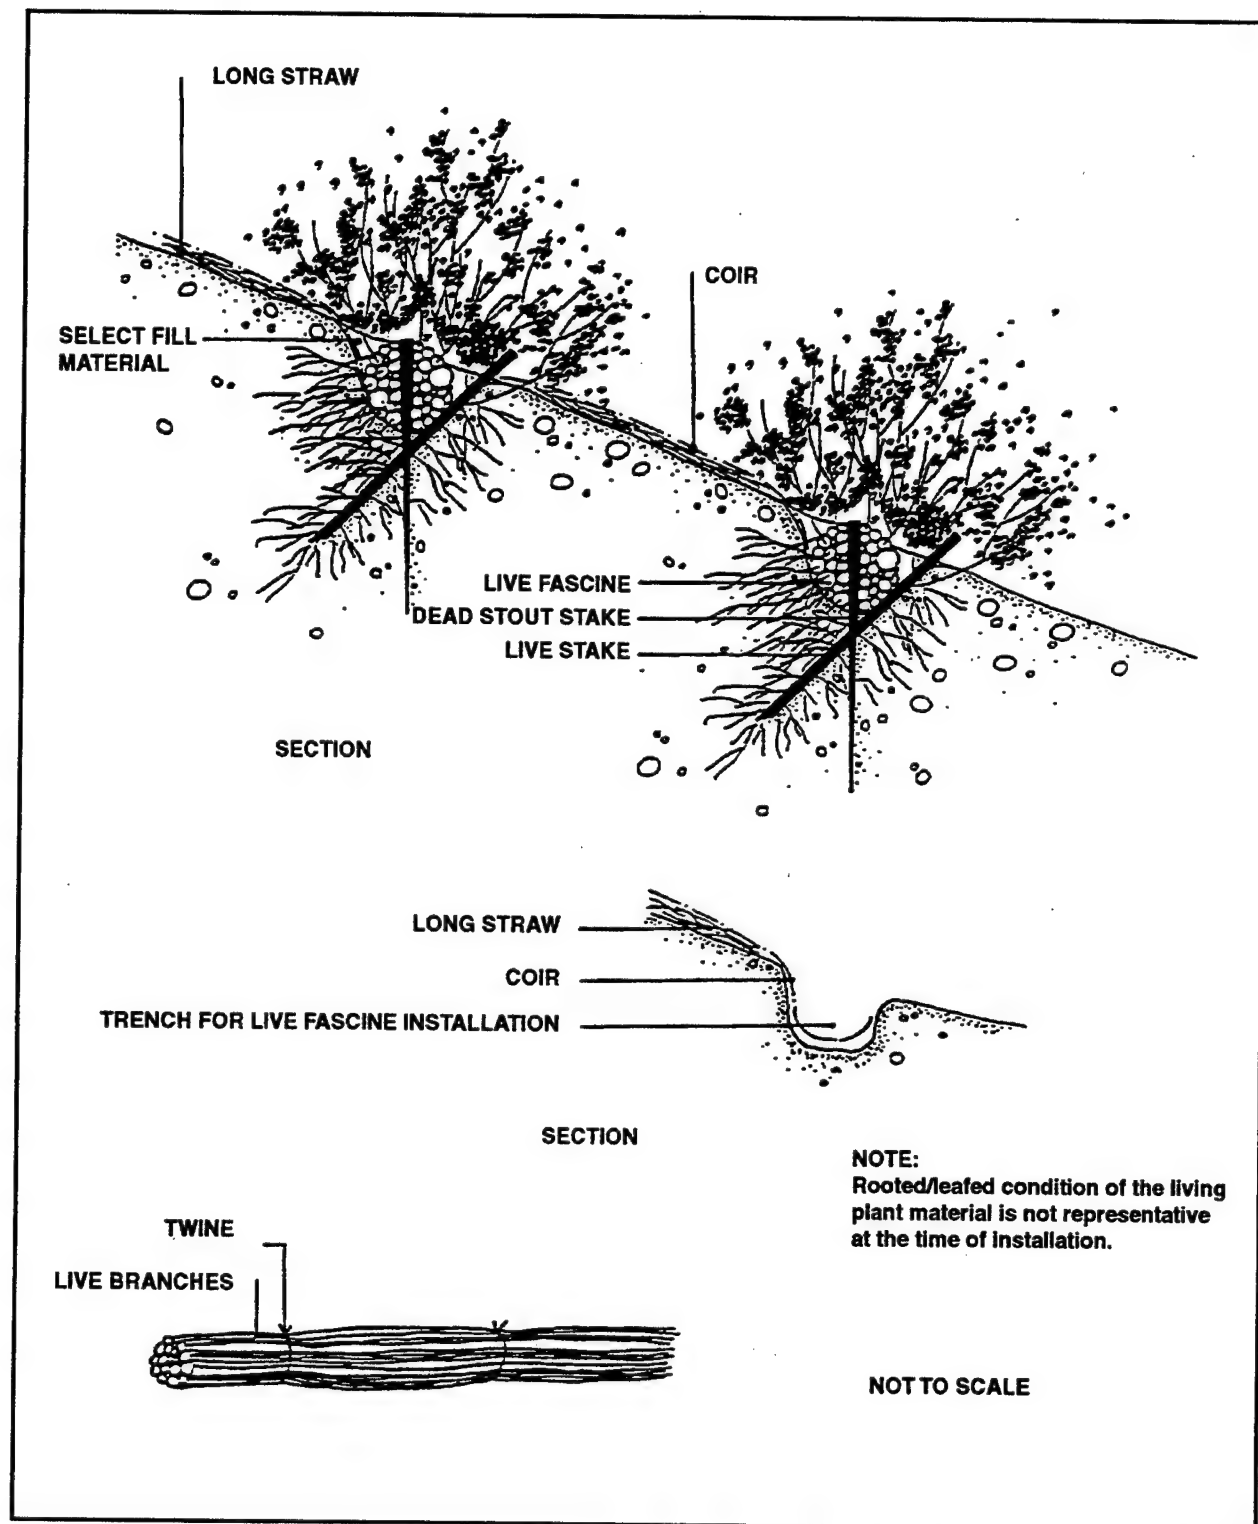 LONG STRAW
COIR
SELECT FILL
MATERIAL
LIVE FASCINE
DEAD STOUT STAKE
LIVE STAKE
SECTION
LONG STRAW
COIR
TRENCH FOR LIVE FASCINE INSTALLATION
SECTION
NOTE:
Rooted/leafed condition of the living
plant material is not representative
at the time of installation.
TWINE
LIVE BRANCHES
NOT TO SCALE